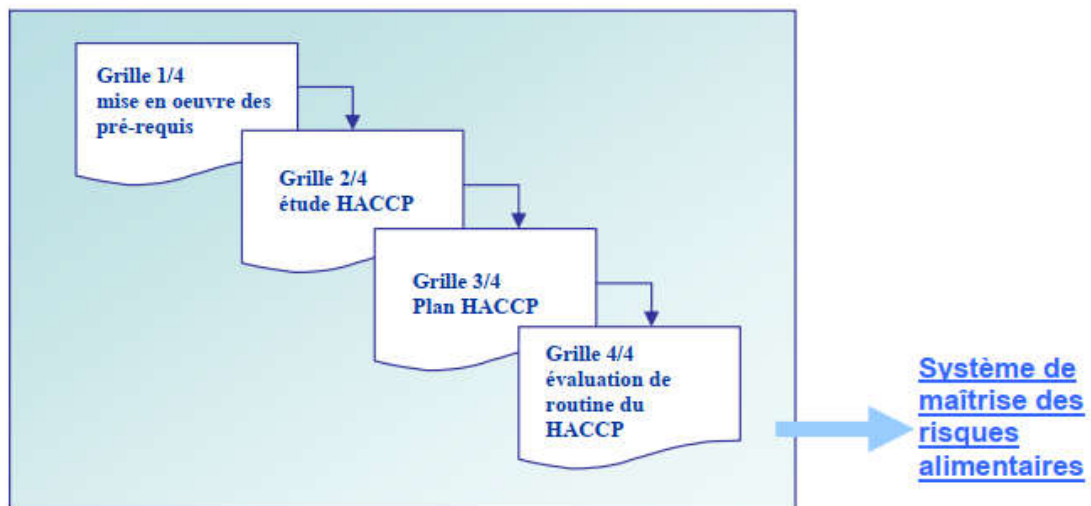 Grille 1/4
mise en oeuvre des
pré-requis
Grille 2/4
étude HACCP
Grille 3/4
Plan HACCP
Grille 4/4
évaluation de
routine du
HACCP
Système de
maîtrise des
risques
alimentaires